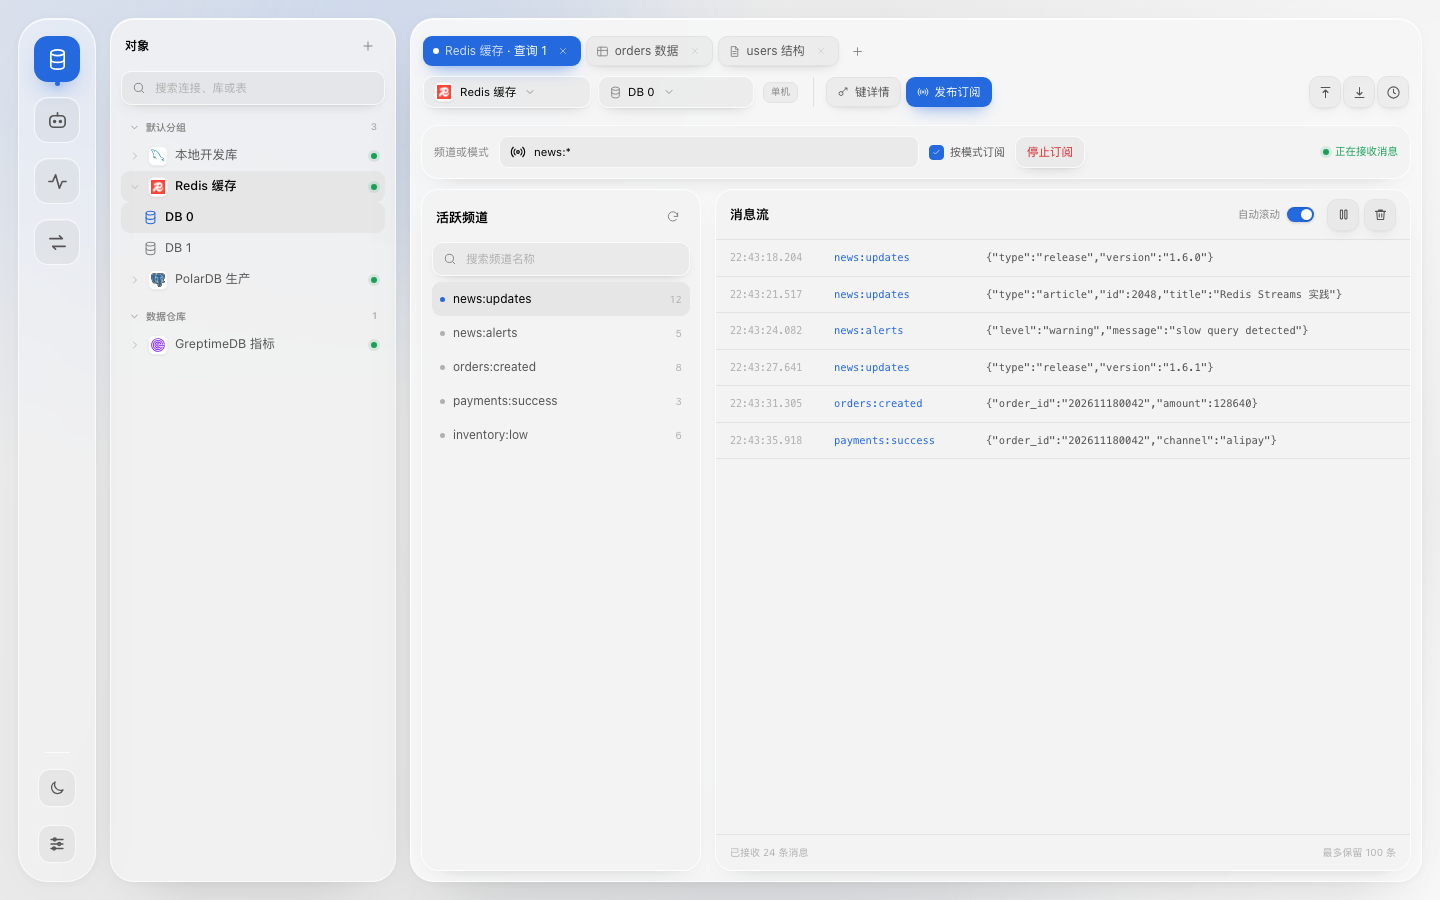 对象
搜索连接、库或表
默认分组 3
本地开发库
Redis 缓存
DB 0
DB 1
PolarDB 生产
数据仓库 1
GreptimeDB 指标
Redis 缓存 · 查询 1
orders 数据
users 结构
Redis 缓存
DB 0
单机
键详情
发布订阅
频道或模式
news:*
按模式订阅
停止订阅
正在接收消息
活跃频道
搜索频道名称
news:updates 12
news:alerts 5
orders:created 8
payments:success 3
inventory:low 6
消息流
自动滚动
22:43:18.204 news:updates {"type":"release","version":"1.6.0"}
22:43:21.517 news:updates {"type":"article","id":2048,"title":"Redis Streams 实践"}
22:43:24.082 news:alerts {"level":"warning","message":"slow query detected"}
22:43:27.641 news:updates {"type":"release","version":"1.6.1"}
22:43:31.305 orders:created {"order_id":"202611180042","amount":128640}
22:43:35.918 payments:success {"order_id":"202611180042","channel":"alipay"}
已接收 24 条消息
最多保留 100 条